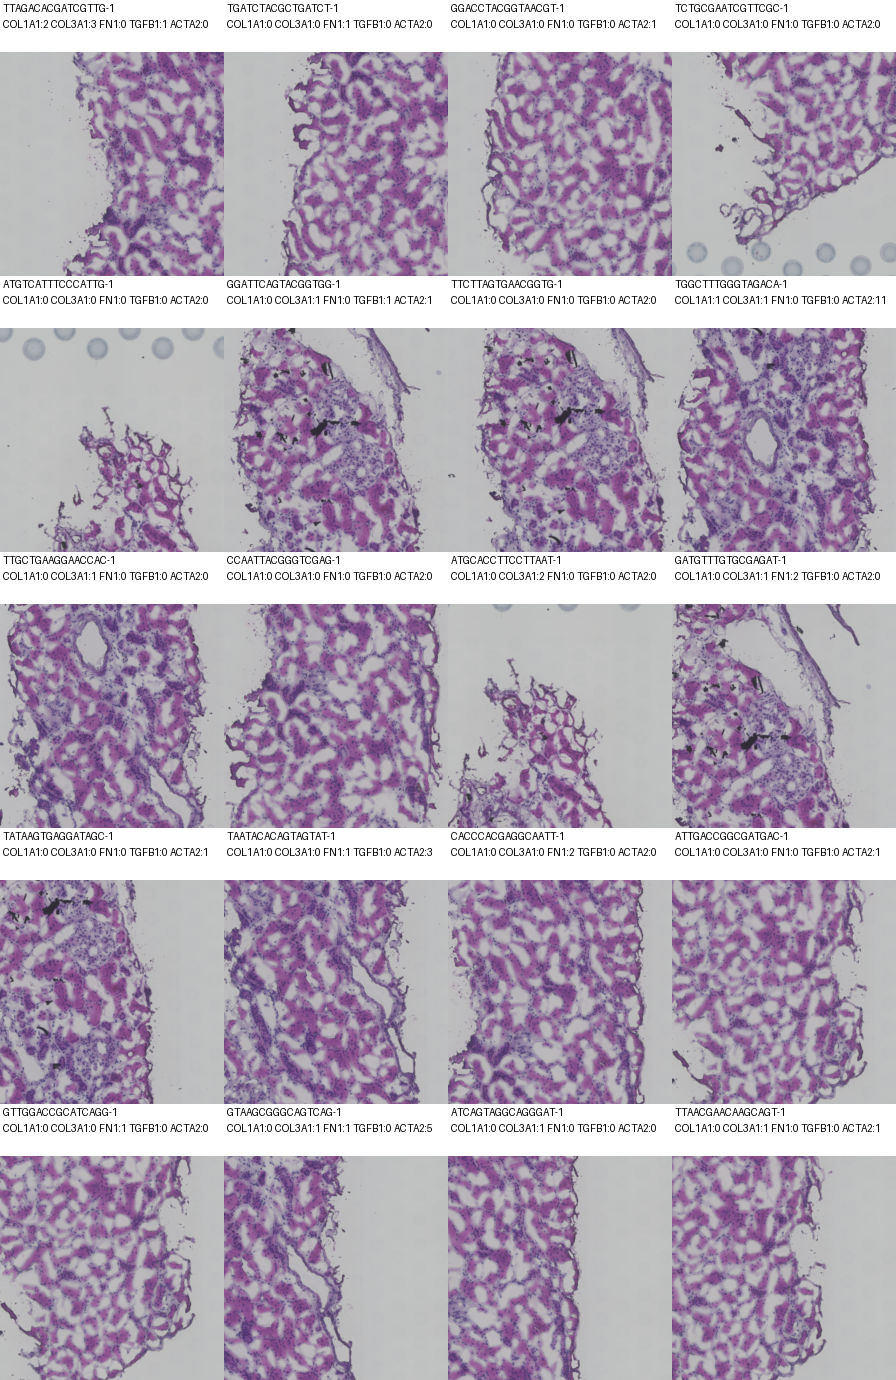 TTAGACACGATCGTTG-1
COL1A1:2 COL3A1:3 FN1:0 TGFB1:1 ACTA2:0
TGATCTACGCTGATCT-1
COL1A1:0 COL3A1:0 FN1:1 TGFB1:0 ACTA2:0
GGACCTACGGTAACGT-1
COL1A1:0 COL3A1:0 FN1:0 TGFB1:0 ACTA2:1
TCTGCGAATCGTTCGC-1
COL1A1:0 COL3A1:0 FN1:0 TGFB1:0 ACTA2:0
ATGTCATTTCCCATTG-1
COL1A1:0 COL3A1:0 FN1:0 TGFB1:0 ACTA2:0
GGATTCAGTACGGTGG-1
COL1A1:0 COL3A1:1 FN1:0 TGFB1:1 ACTA2:1
TTCTTAGTGAACGGTG-1
COL1A1:0 COL3A1:0 FN1:0 TGFB1:0 ACTA2:0
TGGCTTTGGGTAGACA-1
COL1A1:1 COL3A1:1 FN1:0 TGFB1:0 ACTA2:11
TTGCTGAAGGAACCAC-1
COL1A1:0 COL3A1:1 FN1:0 TGFB1:0 ACTA2:0
CCAATTACGGGTCGAG-1
COL1A1:0 COL3A1:0 FN1:0 TGFB1:0 ACTA2:0
ATGCACCTTCCTTAAT-1
COL1A1:0 COL3A1:2 FN1:0 TGFB1:0 ACTA2:0
GATGTTTGTGCGAGAT-1
COL1A1:0 COL3A1:1 FN1:2 TGFB1:0 ACTA2:0
TATAAGTGAGGATAGC-1
COL1A1:0 COL3A1:0 FN1:0 TGFB1:0 ACTA2:1
TAATACACAGTAGTAT-1
COL1A1:0 COL3A1:0 FN1:1 TGFB1:0 ACTA2:3
CACCCACGAGGCAATT-1
COL1A1:0 COL3A1:0 FN1:2 TGFB1:0 ACTA2:0
ATTGACCGGCGATGAC-1
COL1A1:0 COL3A1:0 FN1:0 TGFB1:0 ACTA2:1
GTTGGACCGCATCAGG-1
COL1A1:0 COL3A1:0 FN1:1 TGFB1:0 ACTA2:0
GTAAGCGGGCAGTCAG-1
COL1A1:0 COL3A1:1 FN1:1 TGFB1:0 ACTA2:5
ATCAGTAGGCAGGGAT-1
COL1A1:0 COL3A1:1 FN1:0 TGFB1:0 ACTA2:0
TTAACGAACAAGCAGT-1
COL1A1:0 COL3A1:1 FN1:0 TGFB1:0 ACTA2:1